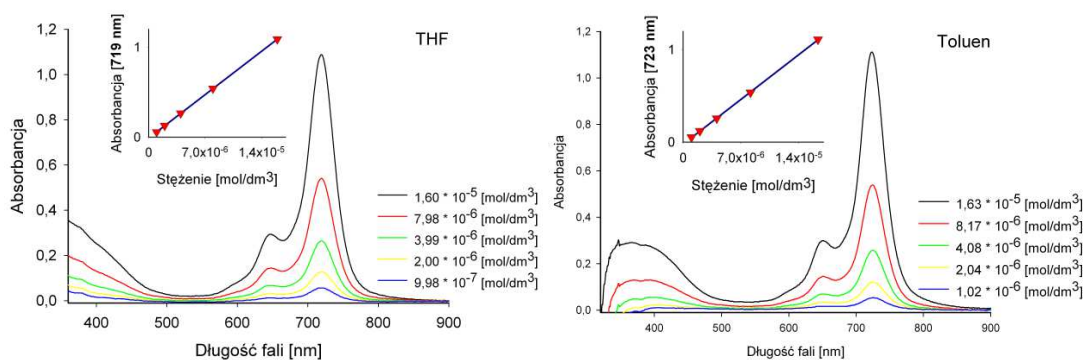 THF
1,2
1,0
0,8
0,6
0,4
0,2
0,0
Absorbancja
400 500 600 700 800 900
Długość fali [nm]
Absorbancja [719 nm]
1
0
0 7,0x10-6 1,4x10-5
Stężenie [mol/dm3]
1,60 * 10-5 [mol/dm3]
7,98 * 10-6 [mol/dm3]
3,99 * 10-6 [mol/dm3]
2,00 * 10-6 [mol/dm3]
9,98 * 10-7 [mol/dm3]
Toluen
1,2
1,0
0,8
0,6
0,4
0,2
0,0
Absorbancja
400 500 600 700 800 900
Długość fali [nm]
Absorbancja [723 nm]
1
0
0 7,0x10-6 1,4x10-5
Stężenie [mol/dm3]
1,63 * 10-5 [mol/dm3]
8,17 * 10-6 [mol/dm3]
4,08 * 10-6 [mol/dm3]
2,04 * 10-6 [mol/dm3]
1,02 * 10-6 [mol/dm3]